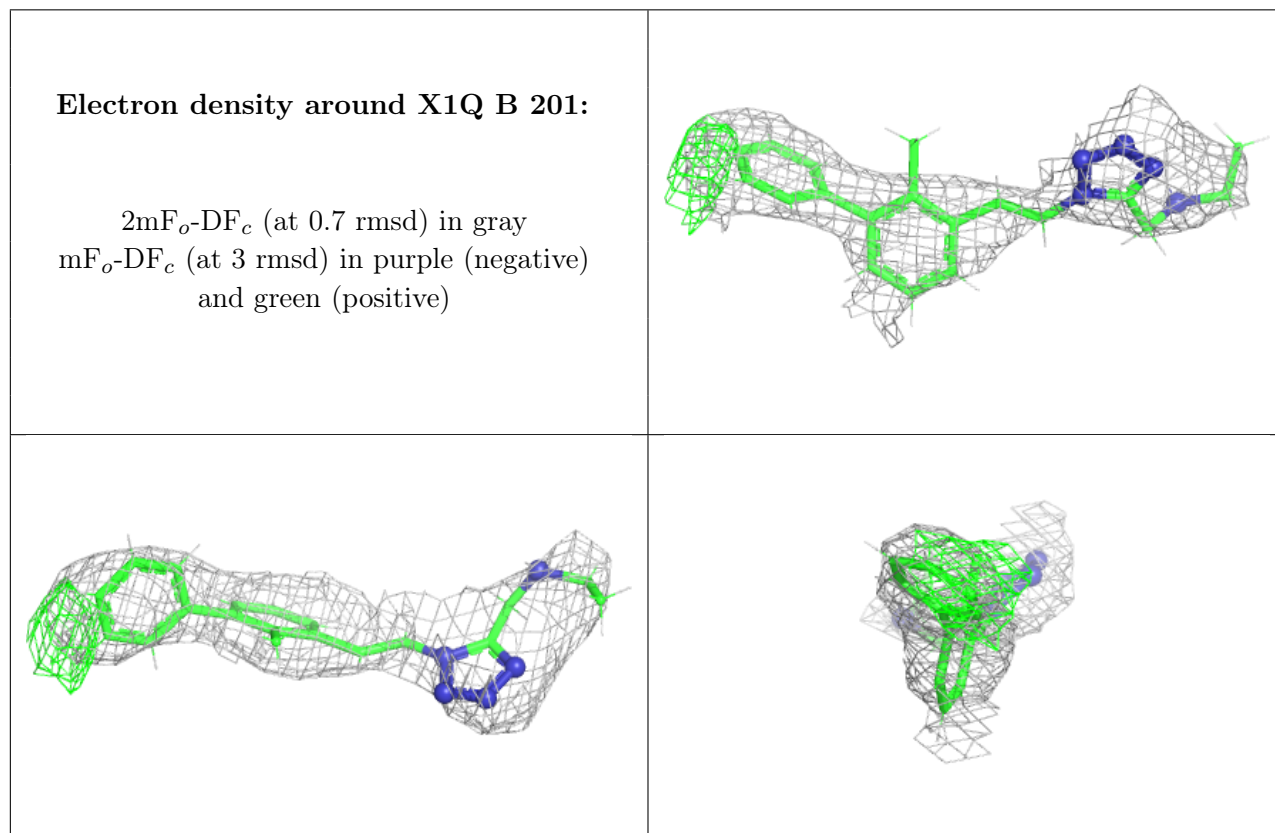 Electron density around X1Q B 201:
2mFₒ-DF𝒸 (at 0.7 rmsd) in gray
mFₒ-DF𝒸 (at 3 rmsd) in purple (negative)
and green (positive)